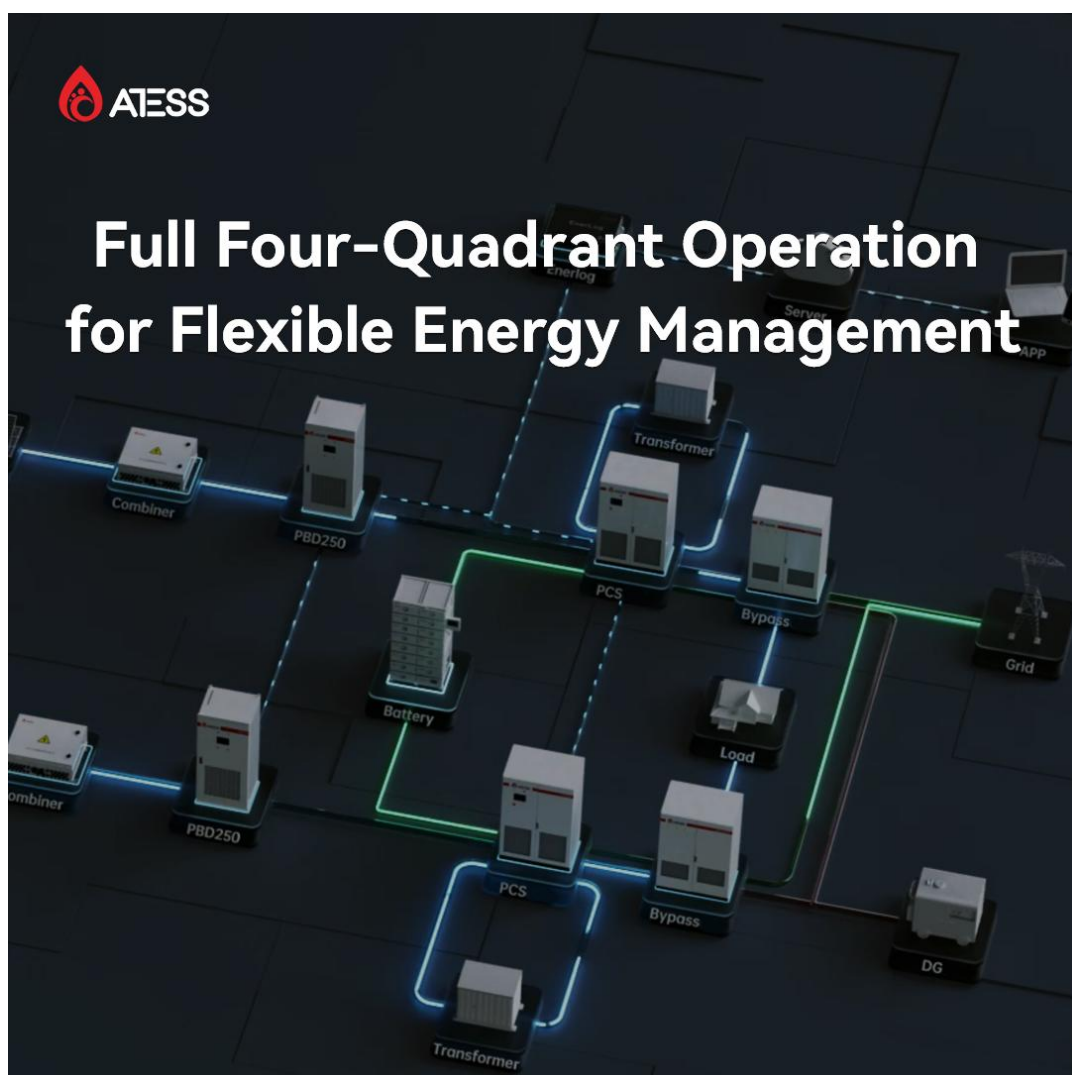 ATESS
Full Four-Quadrant Operation
for Flexible Energy Management
Enerlog
Server
APP
Transformer
Combiner
PBD250
PCS
Bypass
Grid
Battery
Load
ombiner
PBD250
PCS
Bypass
DG
Transformer